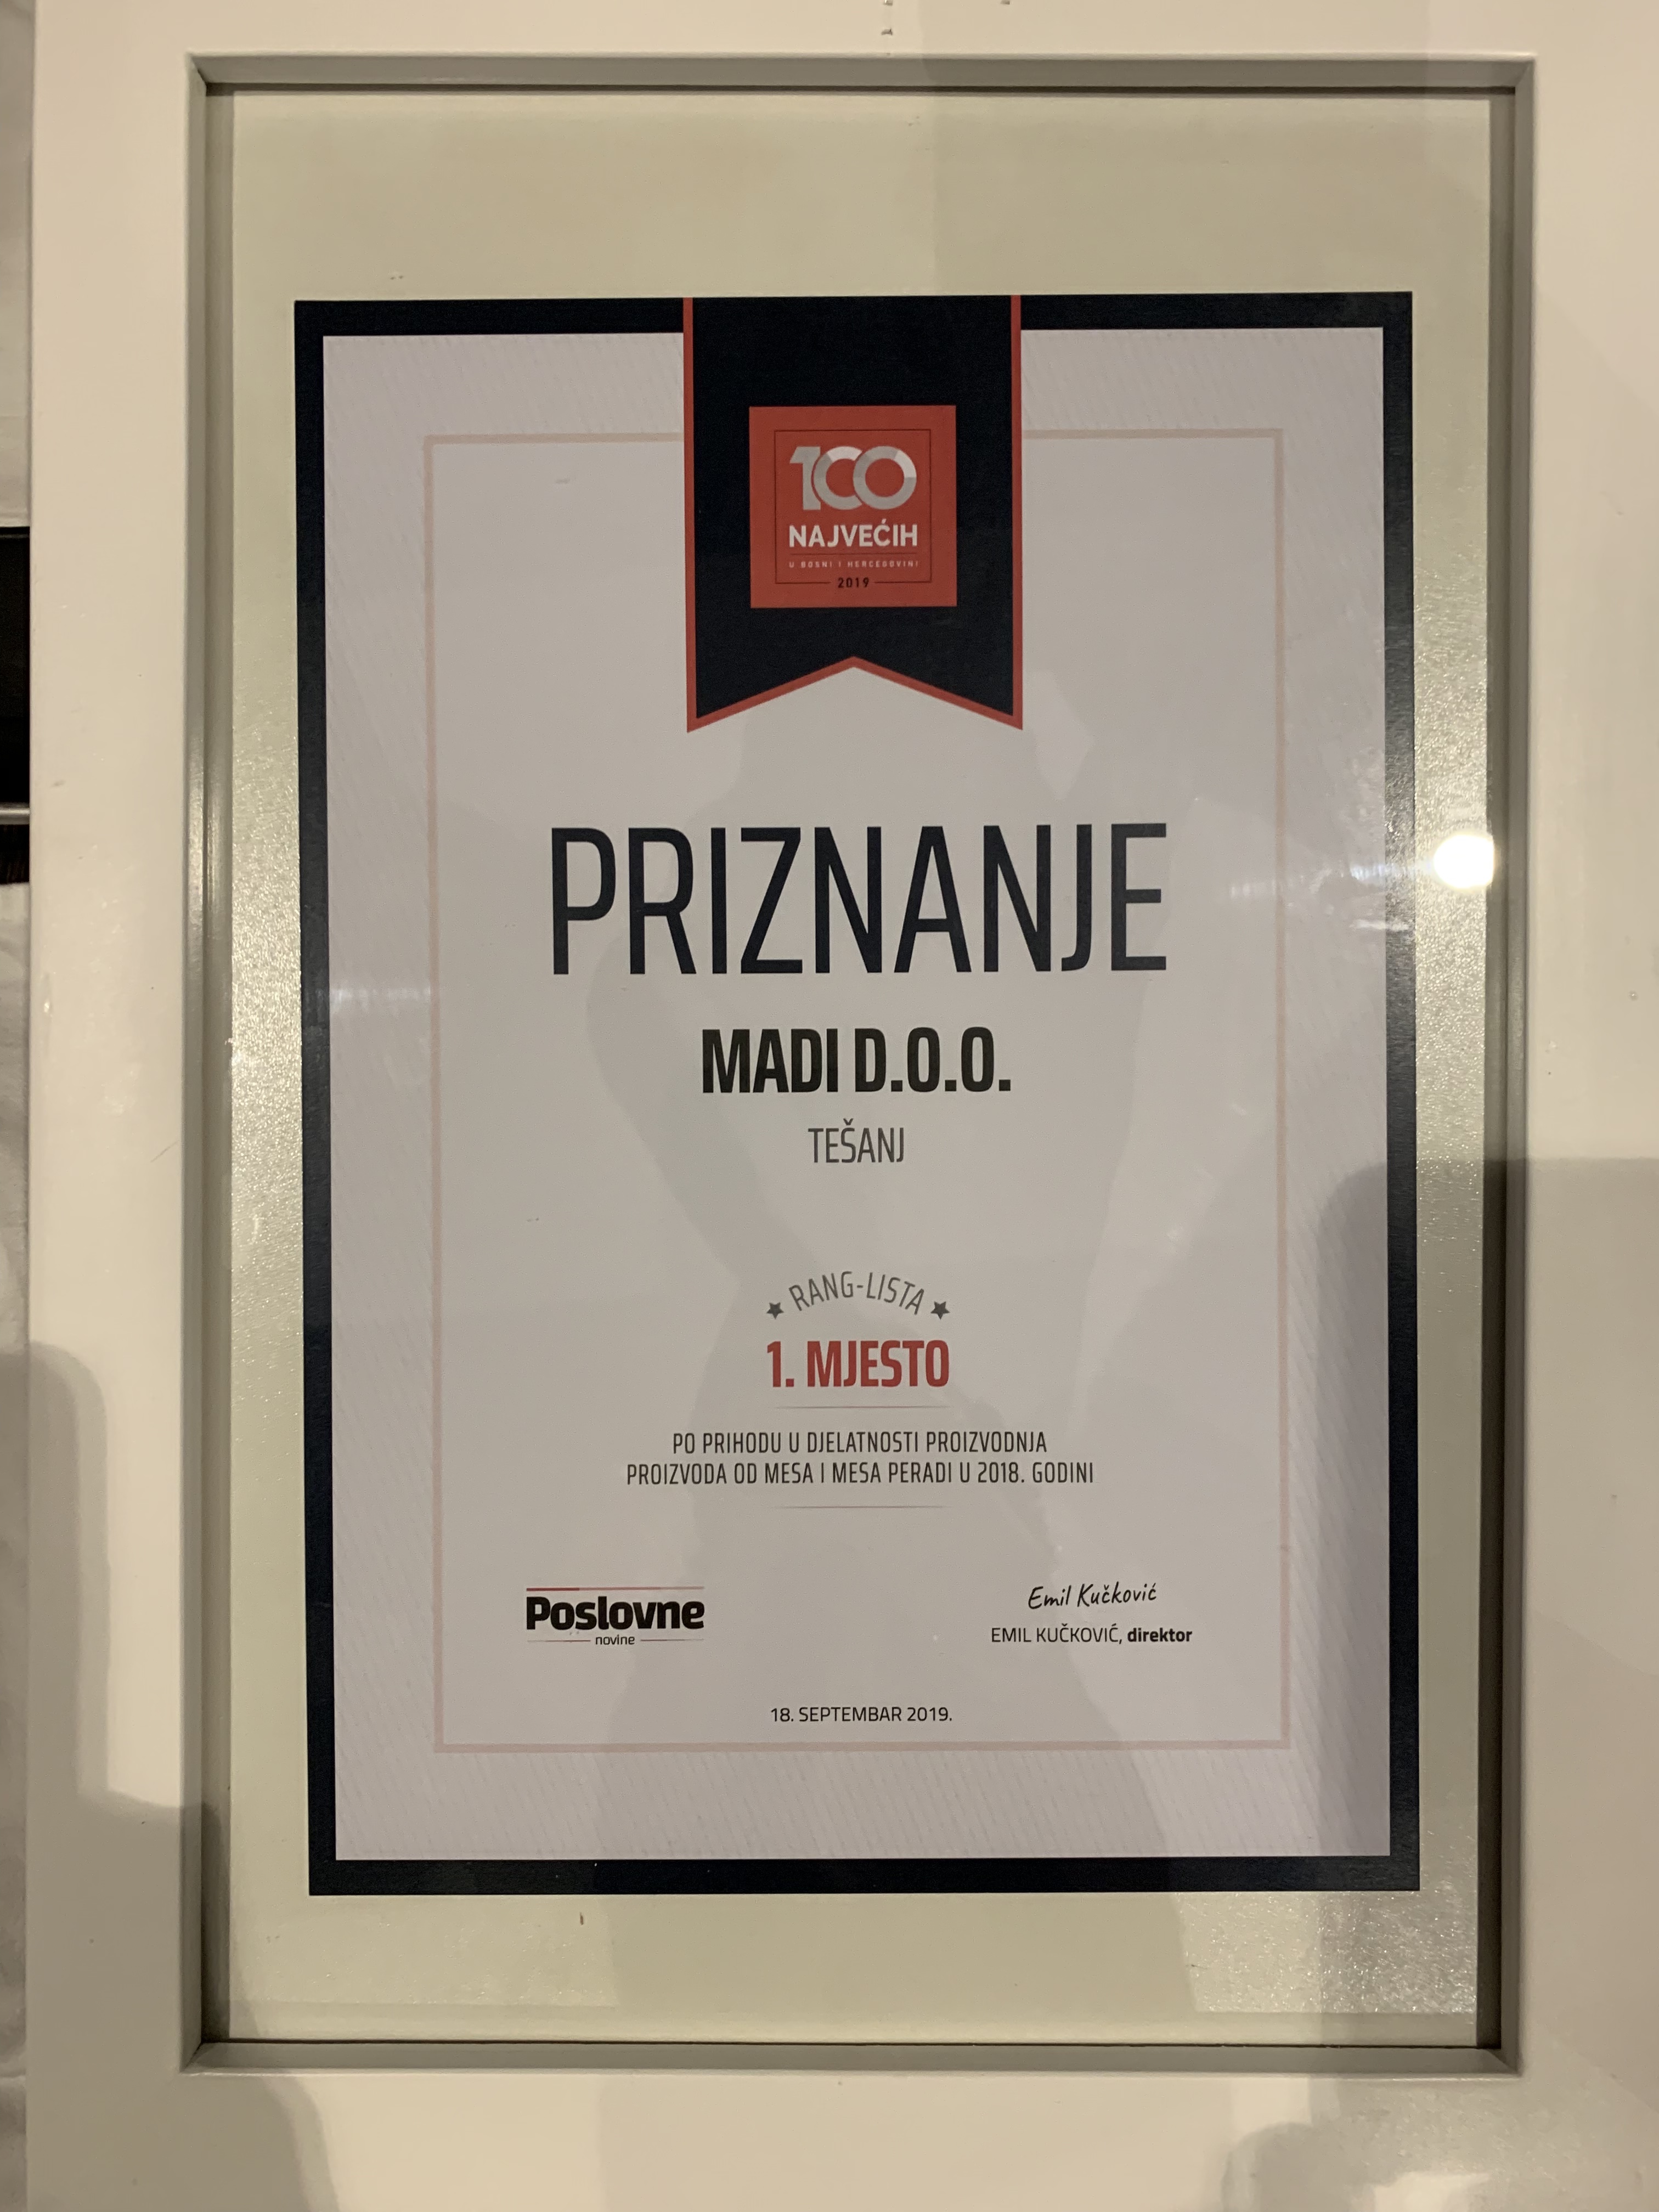 100
NAJVEĆIH
U BOSNI I HERCEGOVINI
2019
PRIZNANJE
MADI D.O.O.
TEŠANJ
RANG-LISTA
1. MJESTO
PO PRIHODU U DJELATNOSTI PROIZVODNJA
PROIZVODA OD MESA I MESA PERADI U 2018. GODINI
Poslovne
novine
Emil Kučković
EMIL KUČKOVIĆ, direktor
18. SEPTEMBAR 2019.